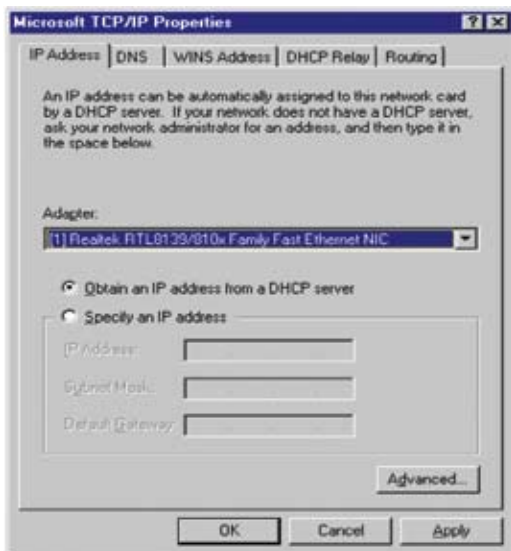 Microsoft TCP/IP Properties
IP Address
DNS
WINS Address
DHCP Relay
Routing
An IP address can be automatically assigned to this network card
by a DHCP server. If your network does not have a DHCP server,
ask your network administrator for an address, and then type it in
the space below.
Adapter:
[1] Realtek RTL8139/810x Family Fast Ethernet NIC
Obtain an IP address from a DHCP server
Specify an IP address
IP Address:
Subnet Mask:
Default Gateway:
Advanced...
OK
Cancel
Apply